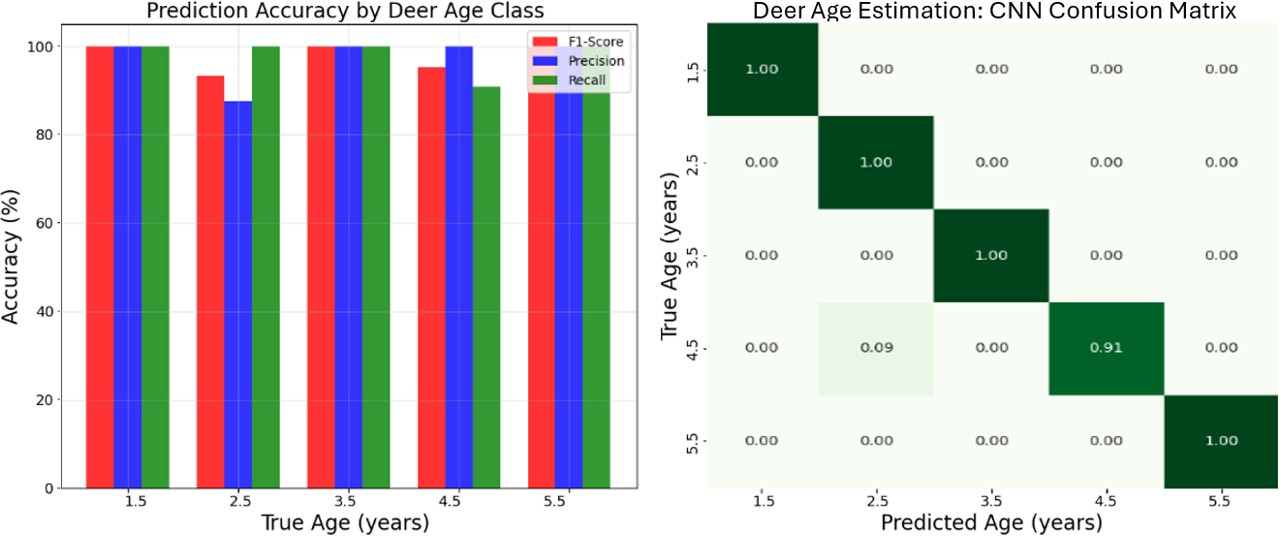 Prediction Accuracy by Deer Age Class
Accuracy (%)
100
80
60
40
20
0
F1-Score
Precision
Recall
1.5 2.5 3.5 4.5 5.5
True Age (years)
Deer Age Estimation: CNN Confusion Matrix
True Age (years)
1.5 1.00 0.00 0.00 0.00 0.00
2.5 0.00 1.00 0.00 0.00 0.00
3.5 0.00 0.00 1.00 0.00 0.00
4.5 0.00 0.09 0.00 0.91 0.00
5.5 0.00 0.00 0.00 0.00 1.00
1.5 2.5 3.5 4.5 5.5
Predicted Age (years)